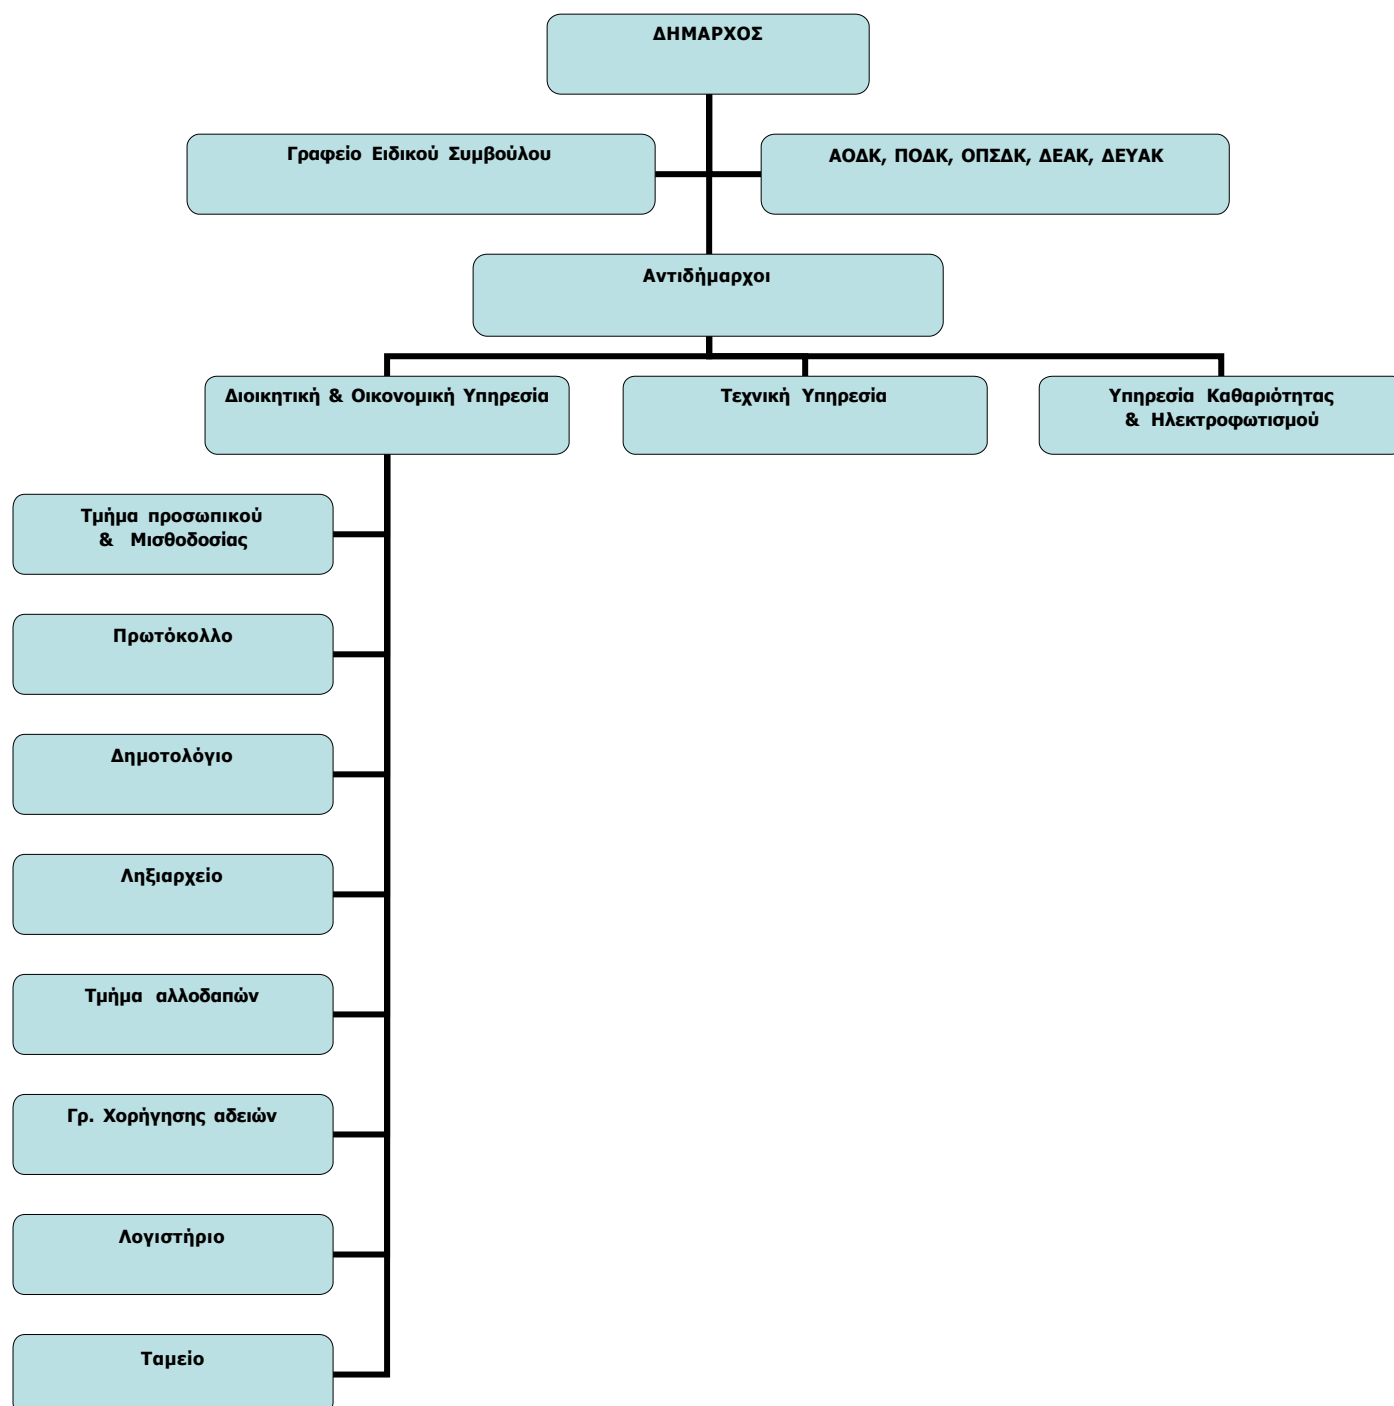 ΔΗΜΑΡΧΟΣ
Γραφείο Ειδικού Συμβούλου
ΑΟΔΚ, ΠΟΔΚ, ΟΠΣΔΚ, ΔΕΑΚ, ΔΕΥΑΚ
Αντιδήμαρχοι
Διοικητική & Οικονομική Υπηρεσία
Τεχνική Υπηρεσία
Υπηρεσία Καθαριότητας
& Ηλεκτροφωτισμού
Τμήμα προσωπικού
& Μισθοδοσίας
Πρωτόκολλο
Δημοτολόγιο
Ληξιαρχείο
Τμήμα αλλοδαπών
Γρ. Χορήγησης αδειών
Λογιστήριο
Ταμείο